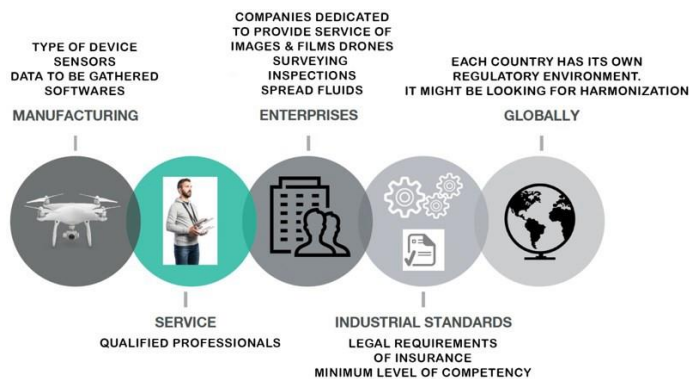 TYPE OF DEVICE
SENSORS
DATA TO BE GATHERED
SOFTWARES
MANUFACTURING
COMPANIES DEDICATED
TO PROVIDE SERVICE OF
IMAGES & FILMS DRONES
SURVEYING
INSPECTIONS
SPREAD FLUIDS
ENTERPRISES
EACH COUNTRY HAS ITS OWN
REGULATORY ENVIRONMENT.
IT MIGHT BE LOOKING FOR HARMONIZATION
GLOBALLY
SERVICE
QUALIFIED PROFESSIONALS
INDUSTRIAL STANDARDS
LEGAL REQUIREMENTS
OF INSURANCE
MINIMUM LEVEL OF COMPETENCY